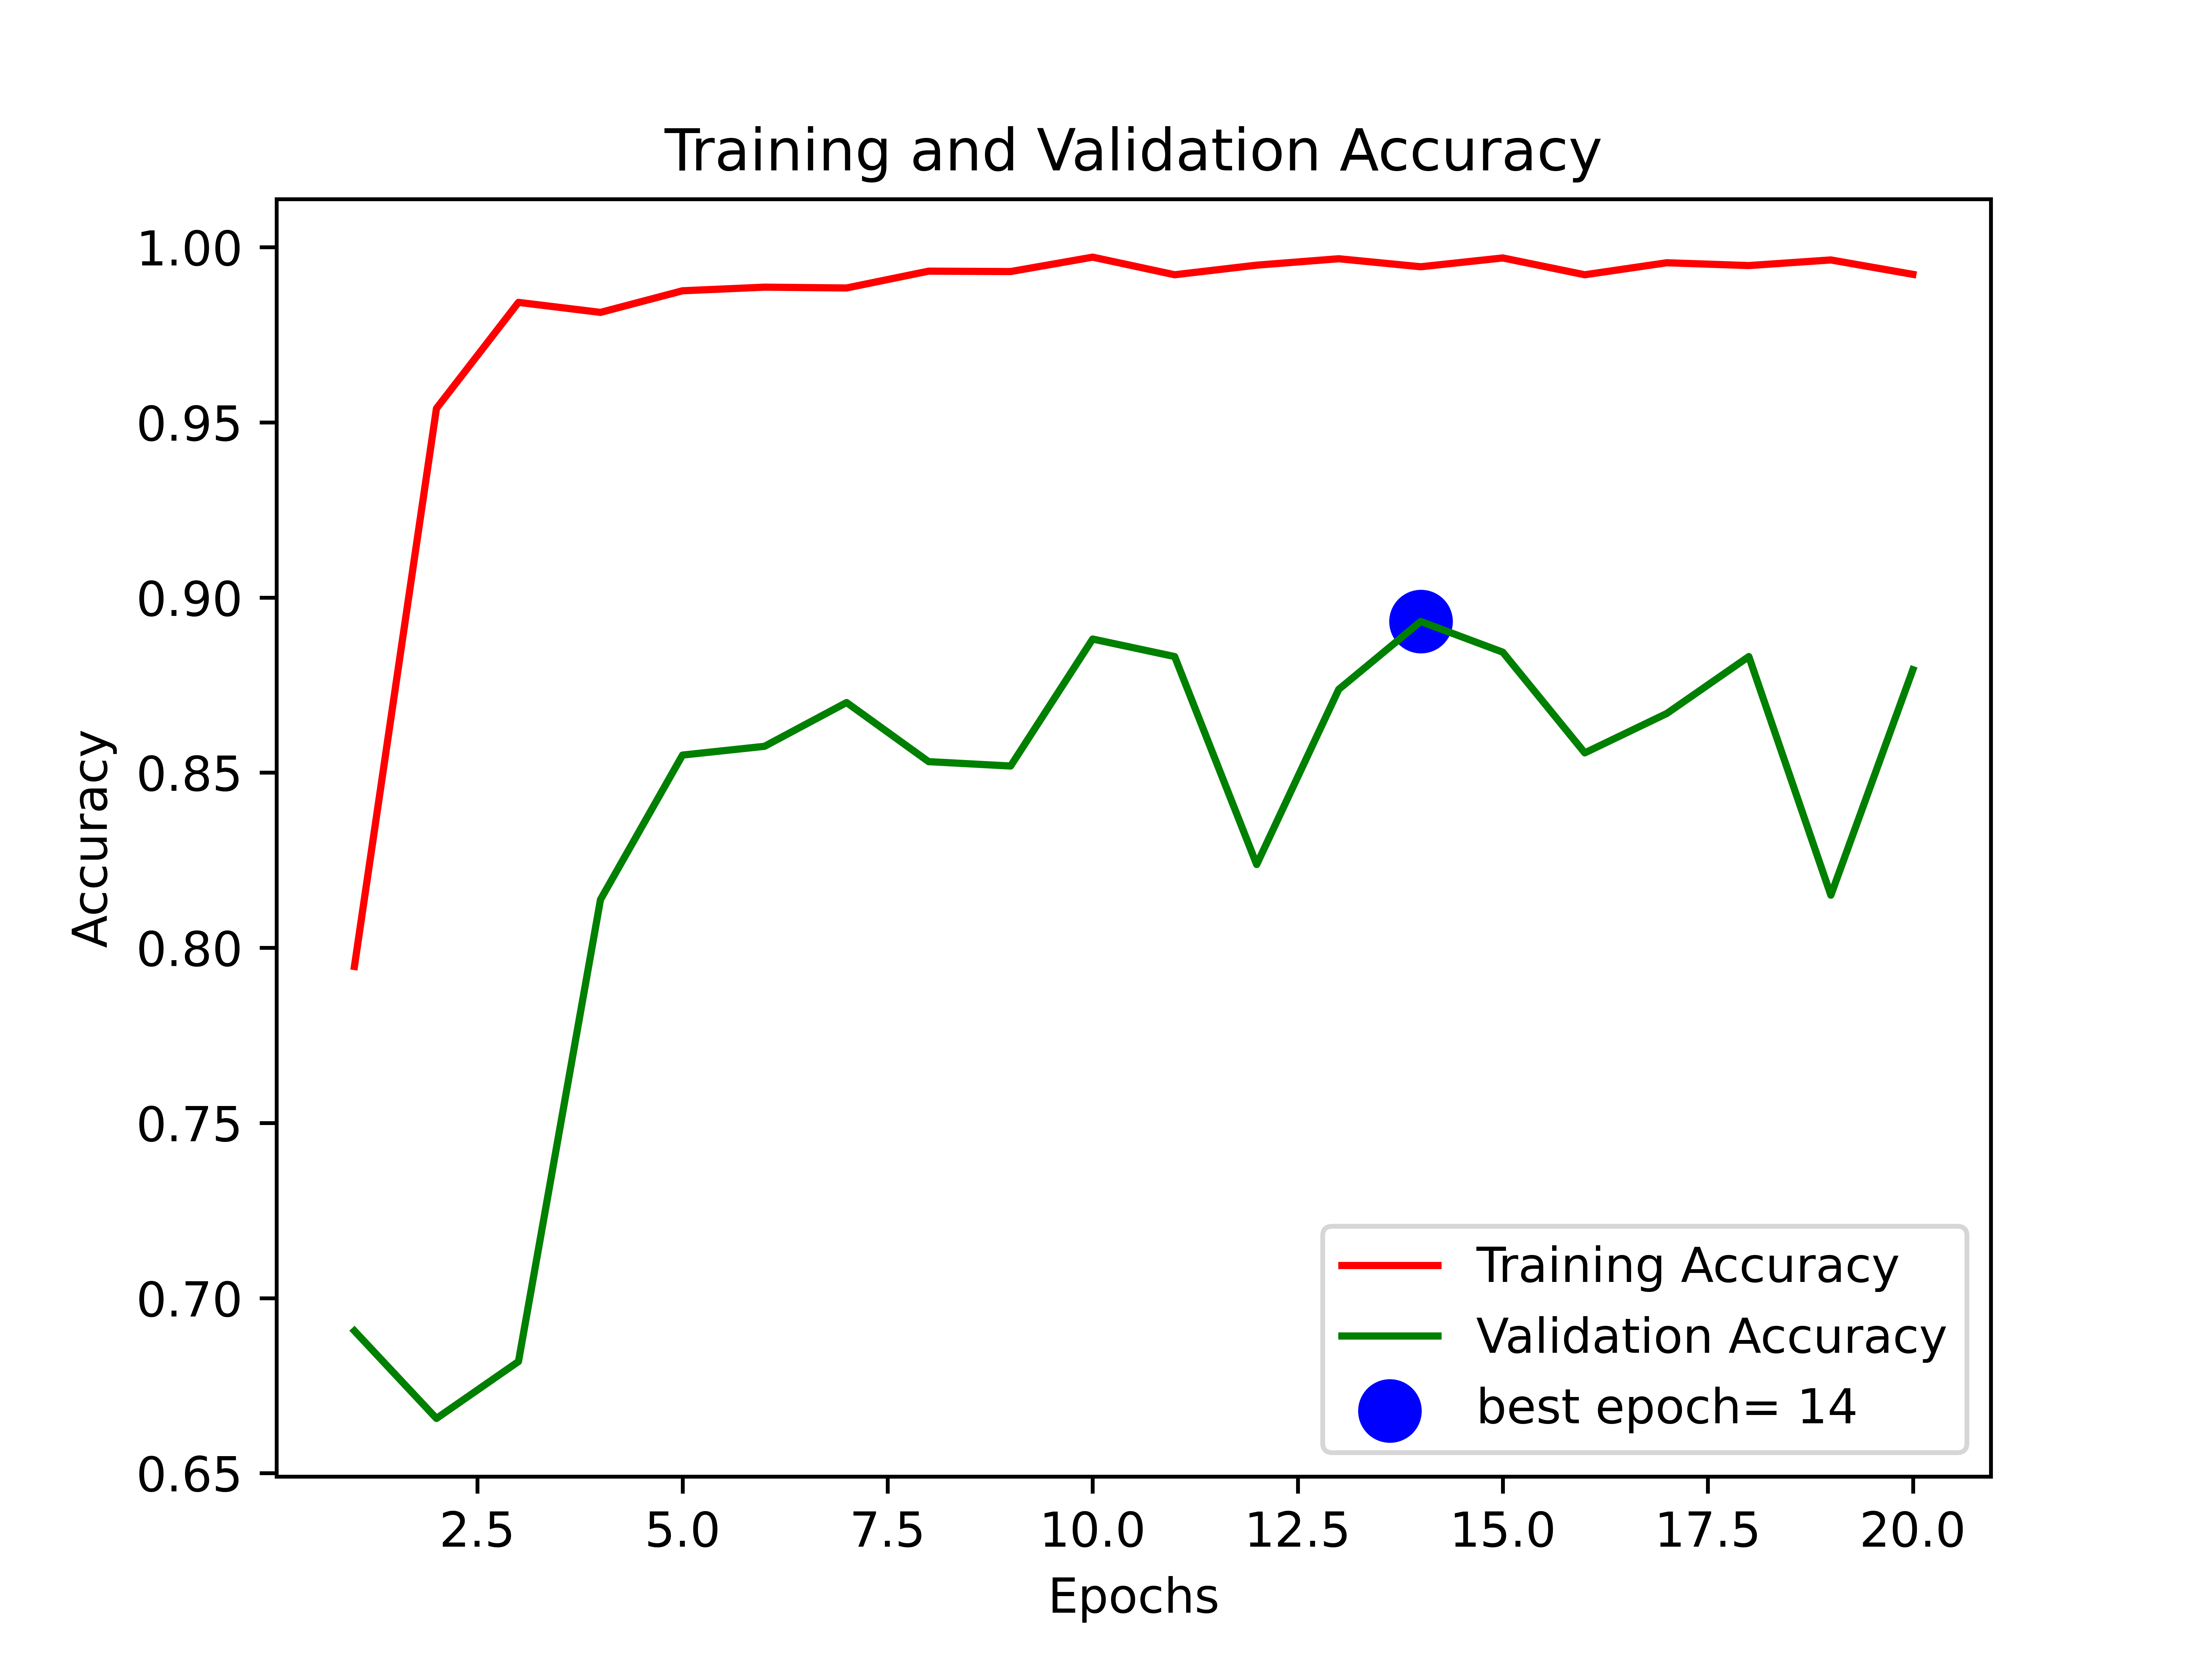 Training and Validation Accuracy
1.00
0.95
0.90
0.85
0.80
0.75
0.70
0.65
Accuracy
Training Accuracy
Validation Accuracy
best epoch= 14
2.5 5.0 7.5 10.0 12.5 15.0 17.5 20.0
Epochs